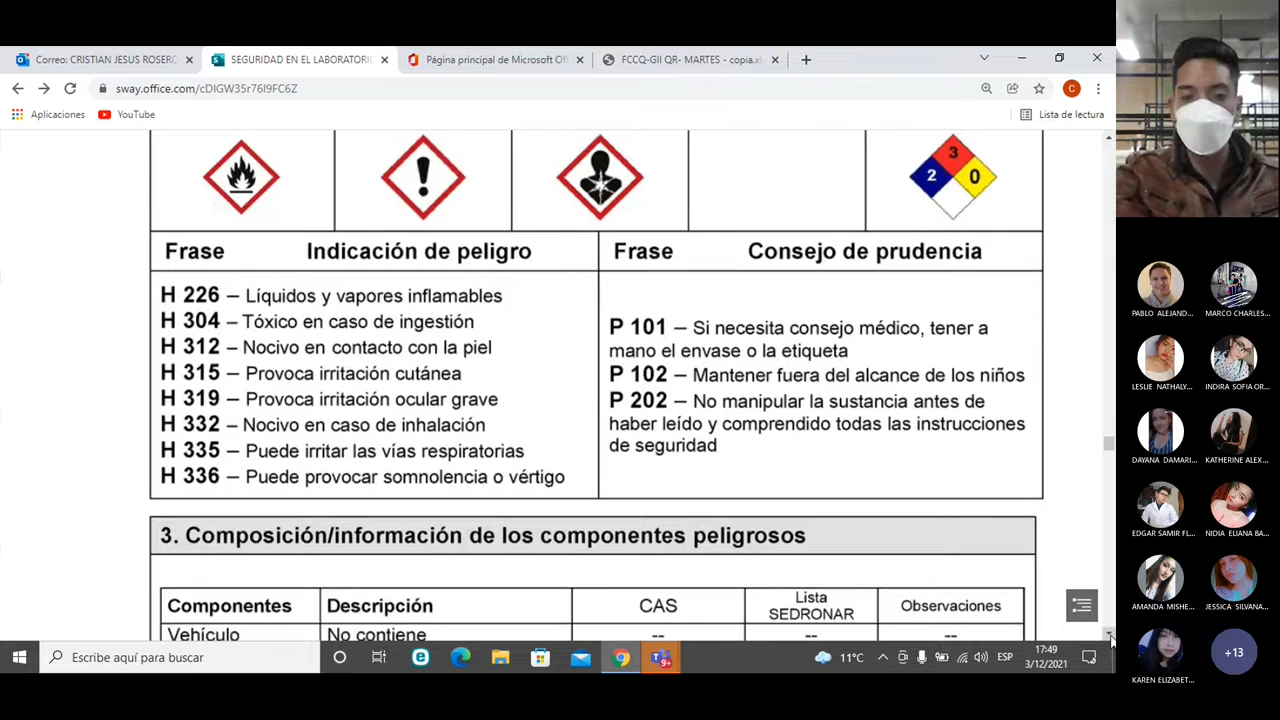 Correo: CRISTIAN JESUS ROSERO
SEGURIDAD EN EL LABORATORIO
Página principal de Microsoft Ofi
FCCQ-GII QR- MARTES - copia.xl
sway.office.com/cDIGW35r76I9FC6Z
C
Aplicaciones
YouTube
Lista de lectura
3
2
0
Frase Indicación de peligro
Frase Consejo de prudencia
H 226 – Líquidos y vapores inflamables
H 304 – Tóxico en caso de ingestión
H 312 – Nocivo en contacto con la piel
H 315 – Provoca irritación cutánea
H 319 – Provoca irritación ocular grave
H 332 – Nocivo en caso de inhalación
H 335 – Puede irritar las vías respiratorias
H 336 – Puede provocar somnolencia o vértigo
P 101 – Si necesita consejo médico, tener a
mano el envase o la etiqueta
P 102 – Mantener fuera del alcance de los niños
P 202 – No manipular la sustancia antes de
haber leído y comprendido todas las instrucciones
de seguridad
3. Composición/información de los componentes peligrosos
Componentes
Descripción
CAS
Lista
SEDRONAR
Observaciones
Vehículo
No contiene
--
--
--
Escribe aquí para buscar
9+
11°C
ESP
17:49
3/12/2021
PABLO ALEJAND...
MARCO CHARLES...
LESLIE NATHALY...
INDIRA SOFIA OR...
DAYANA DAMARI...
KATHERINE ALEX...
EDGAR SAMIR FL...
NIDIA ELIANA BA...
AMANDA MISHE...
JESSICA SILVANA...
KAREN ELIZABET...
+13